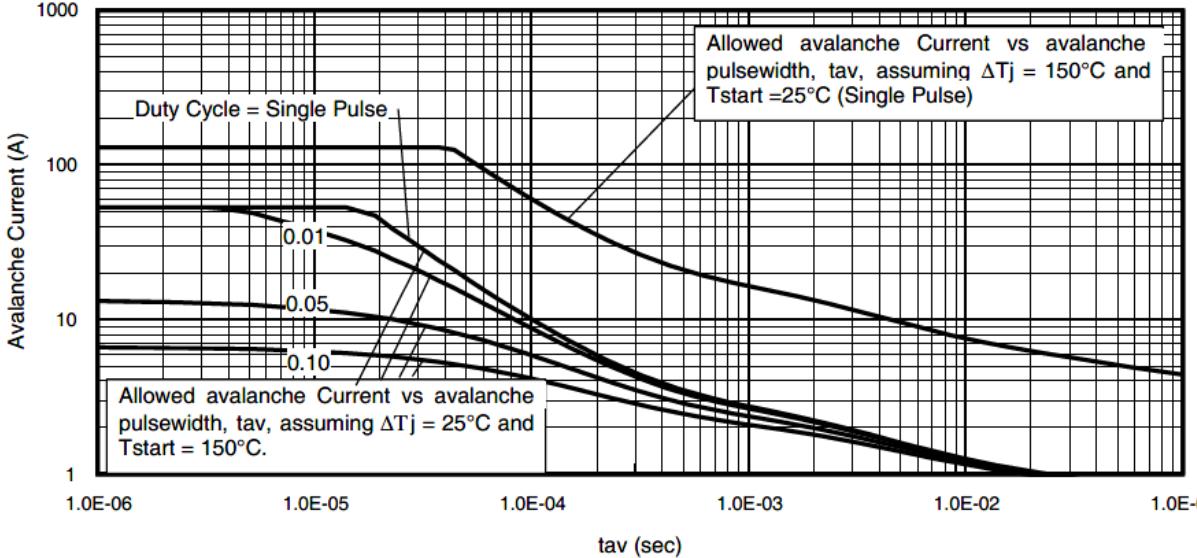 1000
Allowed avalanche Current vs avalanche
pulsewidth, tav, assuming ΔTj = 150°C and
Tstart =25°C (Single Pulse)
Duty Cycle = Single Pulse
100
0.01
0.05
10
0.10
Allowed avalanche Current vs avalanche
pulsewidth, tav, assuming ΔΤj = 25°C and
Tstart = 150°C.
1
Avalanche Current (A)
1.0E-06 1.0E-05 1.0E-04 1.0E-03 1.0E-02 1.0E-
tav (sec)